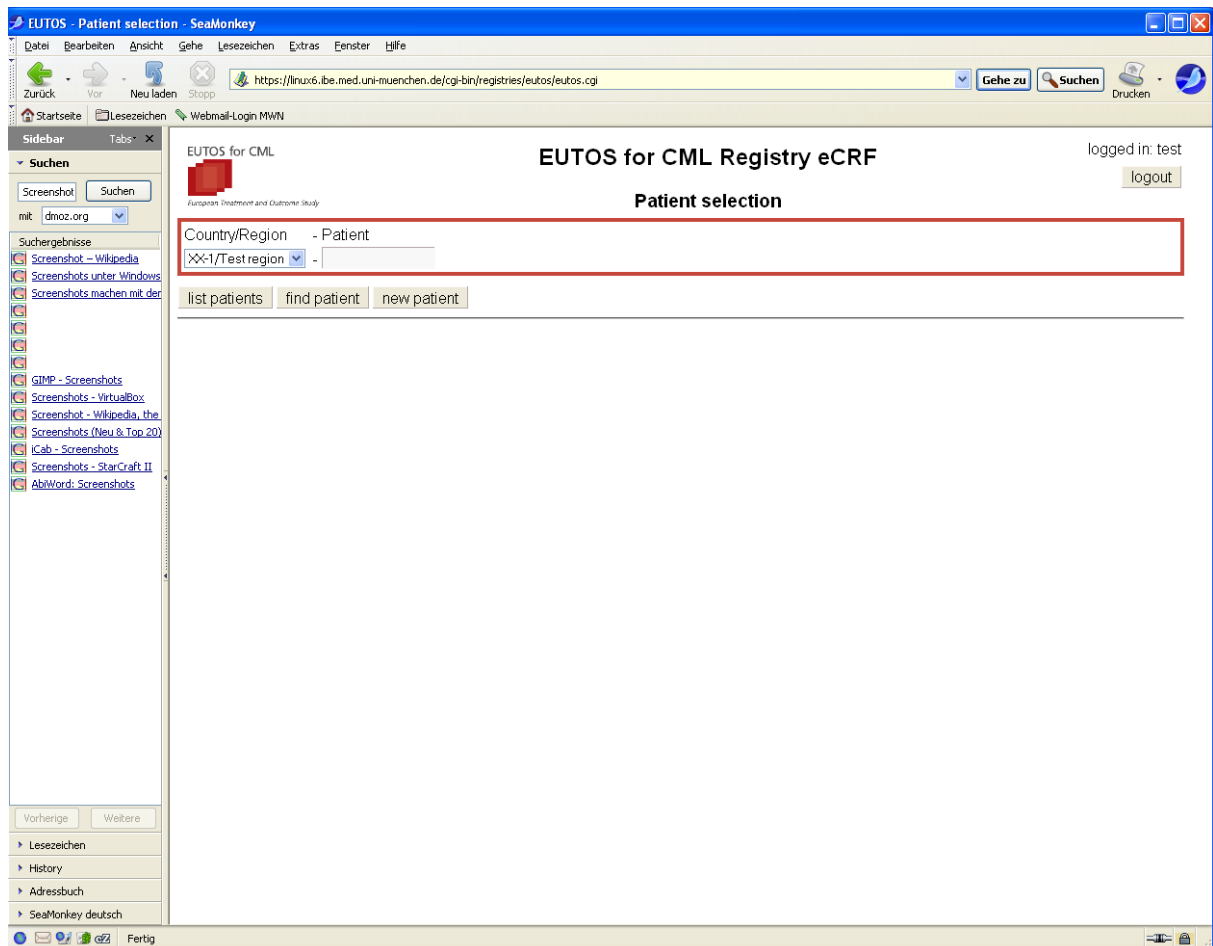 EUTOS - Patient selection - SeaMonkey
Datei Bearbeiten Ansicht Gehe Lesezeichen Extras Fenster Hilfe
Zurück Vor Neu laden Stopp https://linux6.ibe.med.uni-muenchen.de/cgi-bin/registries/eutos/eutos.cgi Gehe zu Suchen Drucken
Startseite Lesezeichen Webmail-Login MWN
Sidebar Tabs
Suchen
Screenshot Suchen
mit dmoz.org
Suchergebnisse
Screenshot – Wikipedia
Screenshots unter Windows
Screenshots machen mit der
GIMP - Screenshots
Screenshots - VirtualBox
Screenshot - Wikipedia, the
Screenshots (Neu & Top 20)
iCab - Screenshots
Screenshots - StarCraft II
AbiWord: Screenshots
Vorherige Weitere
Lesezeichen
History
Adressbuch
SeaMonkey deutsch
EUTOS for CML
European Treatment and Outcome Study
EUTOS for CML Registry eCRF
Patient selection
logged in: test
logout
Country/Region - Patient
XX-1/Test region -
list patients find patient new patient
Fertig